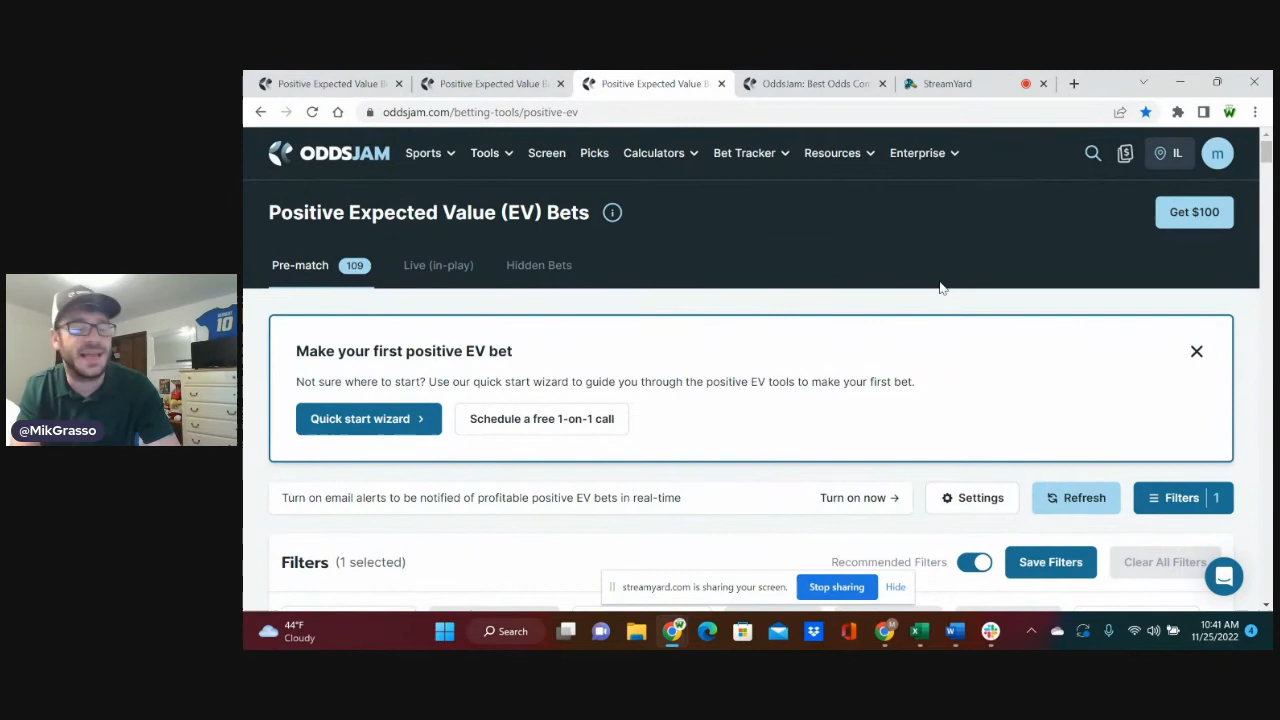 Positive Expected Value B
Positive Expected Value B
Positive Expected Value B
OddsJam: Best Odds Con
StreamYard
oddsjam.com/betting-tools/positive-ev
ODDSJAM
Sports
Tools
Screen
Picks
Calculators
Bet Tracker
Resources
Enterprise
IL
m
Positive Expected Value (EV) Bets
Get $100
Pre-match 109
Live (in-play)
Hidden Bets
Make your first positive EV bet
Not sure where to start? Use our quick start wizard to guide you through the positive EV tools to make your first bet.
Quick start wizard
Schedule a free 1-on-1 call
10
@MikGrasso
Turn on email alerts to be notified of profitable positive EV bets in real-time
Turn on now →
Settings
Refresh
Filters 1
Filters (1 selected)
Recommended Filters
Save Filters
Clear All Filters
streamyard.com is sharing your screen.
Stop sharing
Hide
44°F
Cloudy
Search
10:41 AM
11/25/2022
4